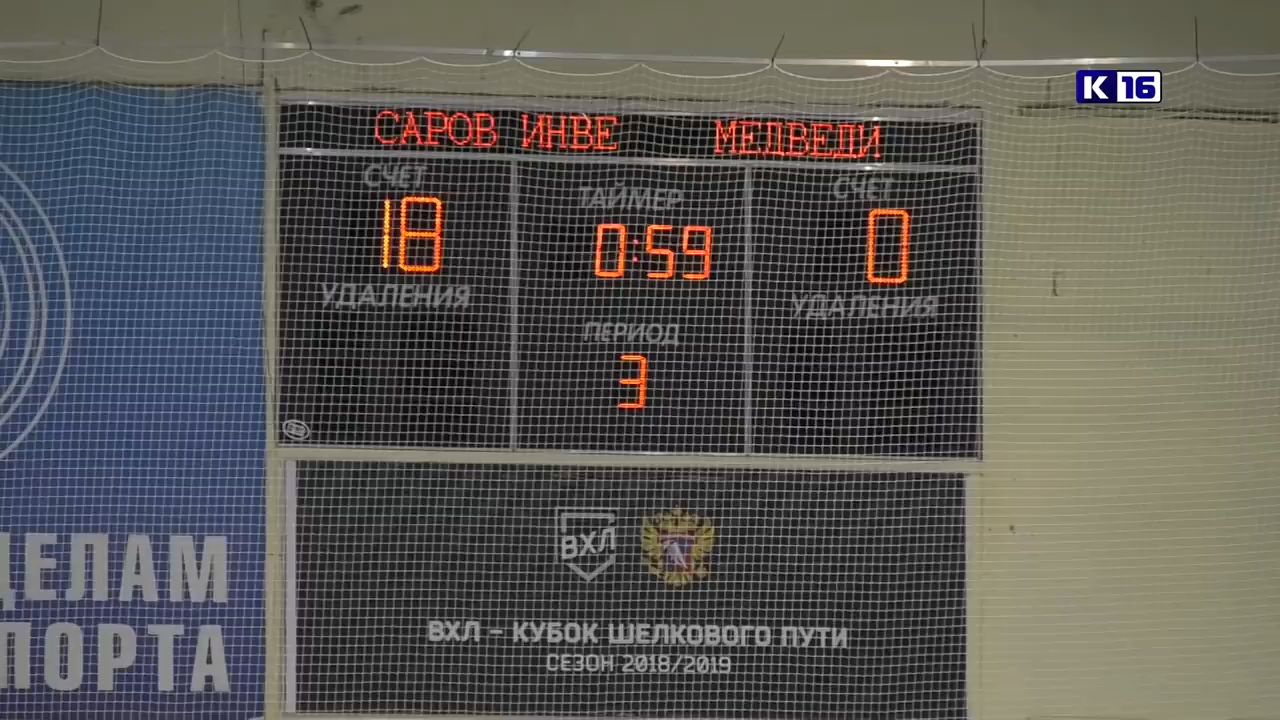 K 16
САРОВ ИНВЕ МЕДВЕДИ
СЧЕТ ТАЙМЕР СЧЕТ
18 0:59 0
УДАЛЕНИЯ УДАЛЕНИЯ
ПЕРИОД
3
ВХЛ
ВХЛ – КУБОК ШЕЛКОВОГО ПУТИ
СЕЗОН 2018/2019
ДЕЛАМ
ПОРТА